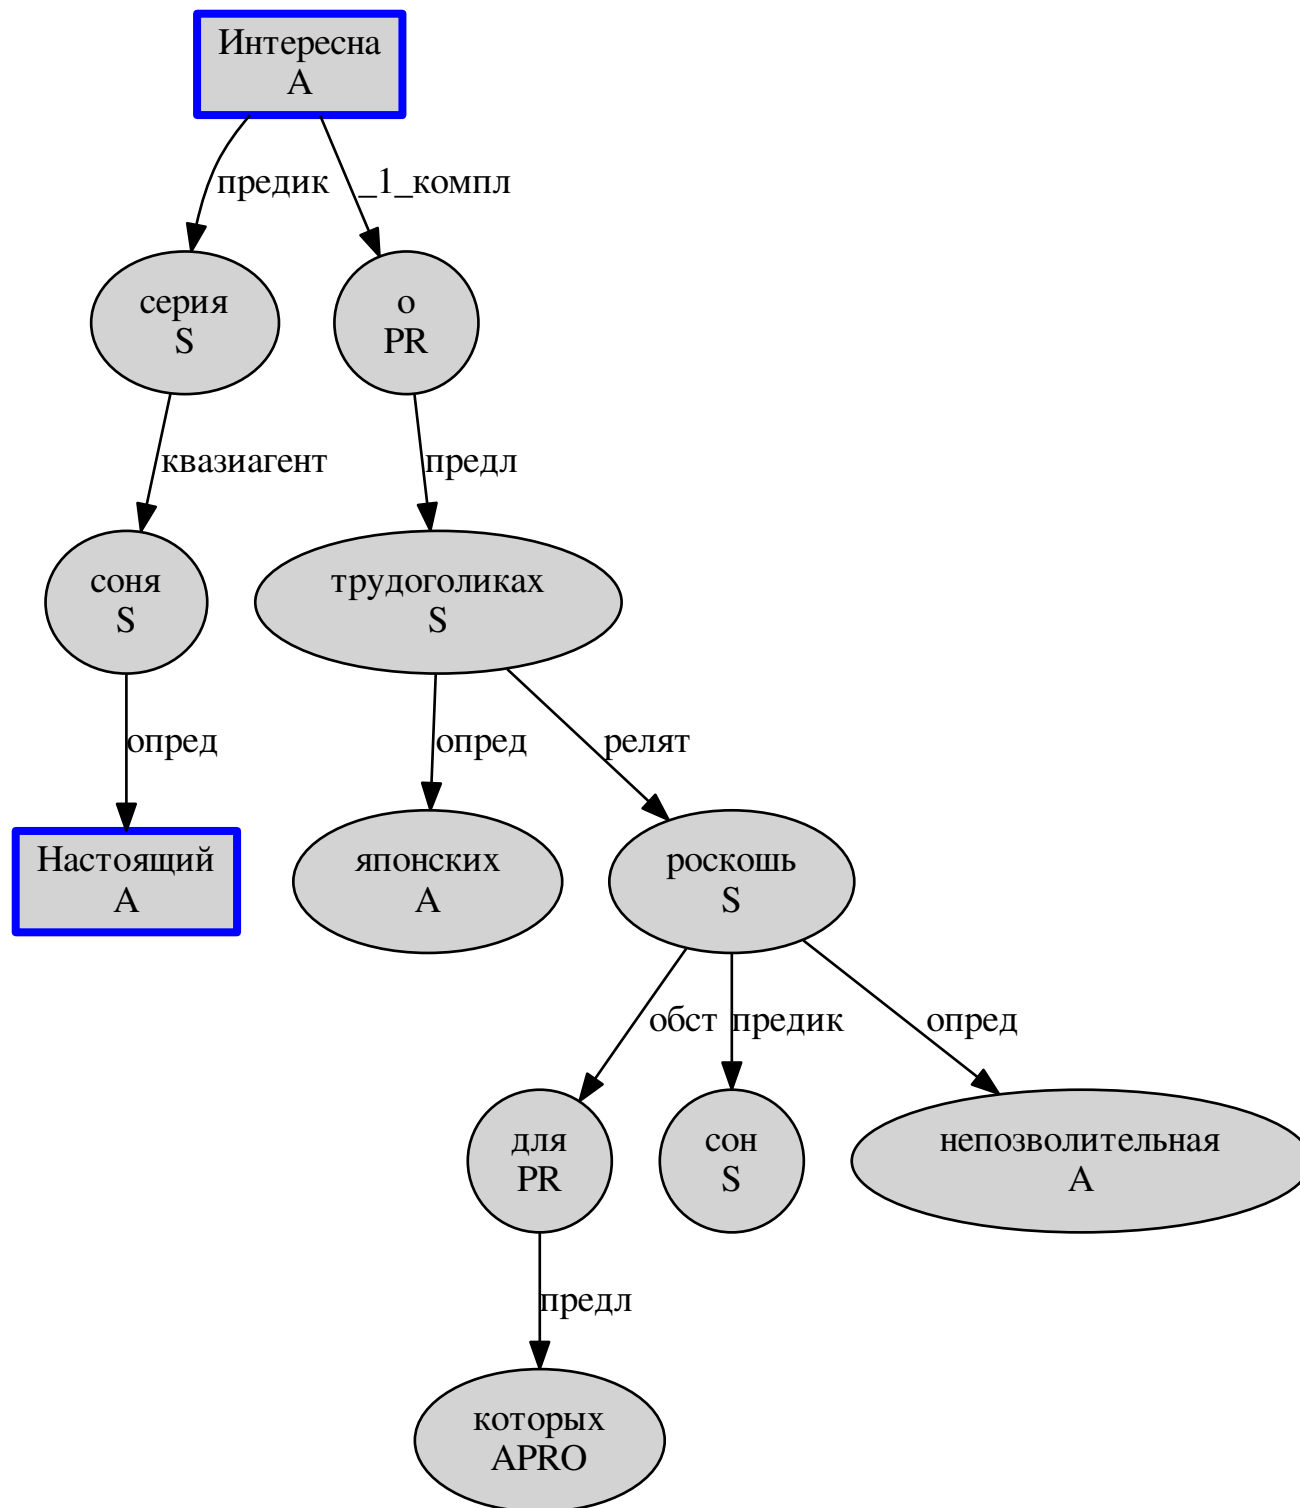 Интересна
A
предик
_1_компл
серия
S
о
PR
квазиагент
предл
соня
S
трудоголиках
S
опред
опред
релят
Настоящий
A
японских
A
роскошь
S
обст
предик
опред
для
PR
сон
S
непозволительная
A
предл
которых
APRO